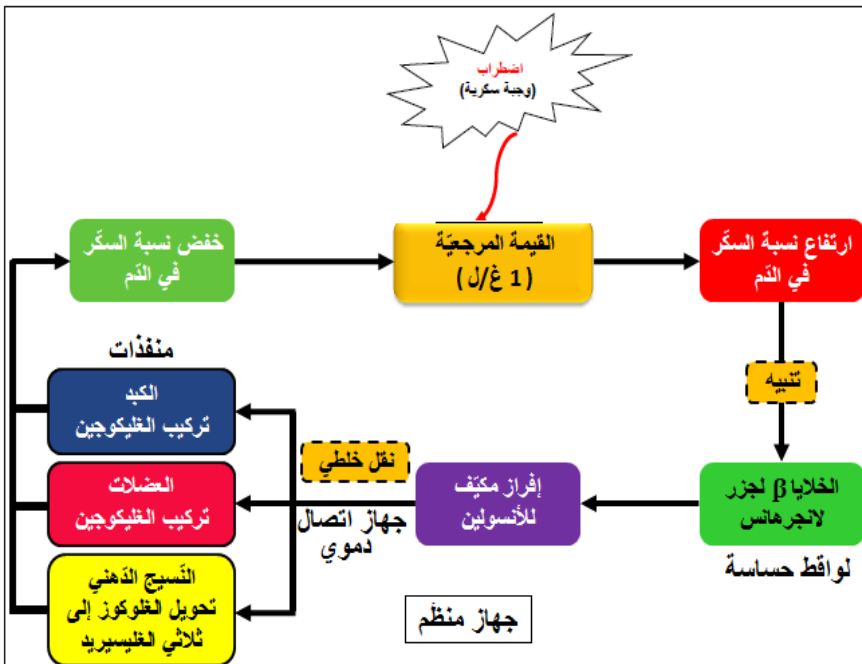 اضطراب
(وجبة سكرية)
ارتفاع نسبة السكّر
في الدّم
القيمة المرجعيّة
( 1 غ/ل )
خفض نسبة السكّر
في الدّم
تنبيه
الخلايا β لجزر
لانجرهانس
لواقط حساسة
إفراز مكيّف
للأنسولين
نقل خلطي
جهاز اتصال
دموي
منفذات
الكبد
تركيب الغليكوجين
العضلات
تركيب الغليكوجين
النّسيج الدّهني
تحويل الغلوكوز إلى
ثلاثي الغليسيريد
جهاز منظّم